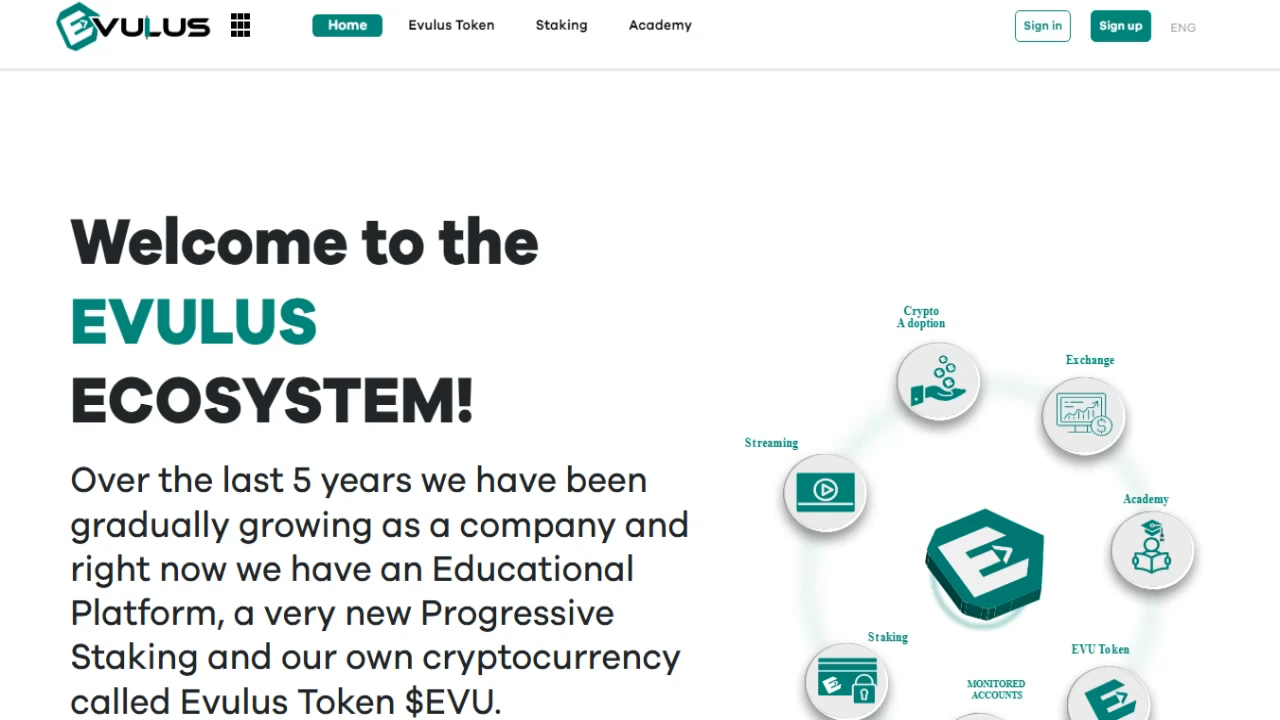 EVULUS
Home
Evulus Token
Staking
Academy
Sign in
Sign up
ENG
Welcome to the
EVULUS
ECOSYSTEM!
Over the last 5 years we have been
gradually growing as a company and
right now we have an Educational
Platform, a very new Progressive
Staking and our own cryptocurrency
called Evulus Token $EVU.
Crypto
A doption
Exchange
Streaming
Academy
Staking
EVU Token
MONITORED
ACCOUNTS